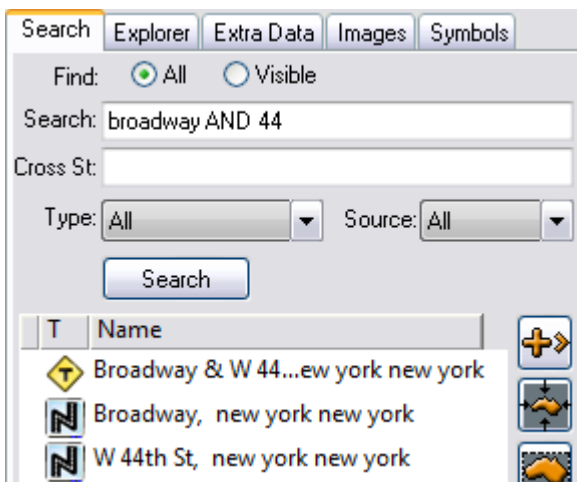 Search Explorer Extra Data Images Symbols
Find: All Visible
Search: broadway AND 44
Cross St:
Type: All Source: All
Search
T Name
Broadway & W 44...ew york new york
Broadway, new york new york
W 44th St, new york new york